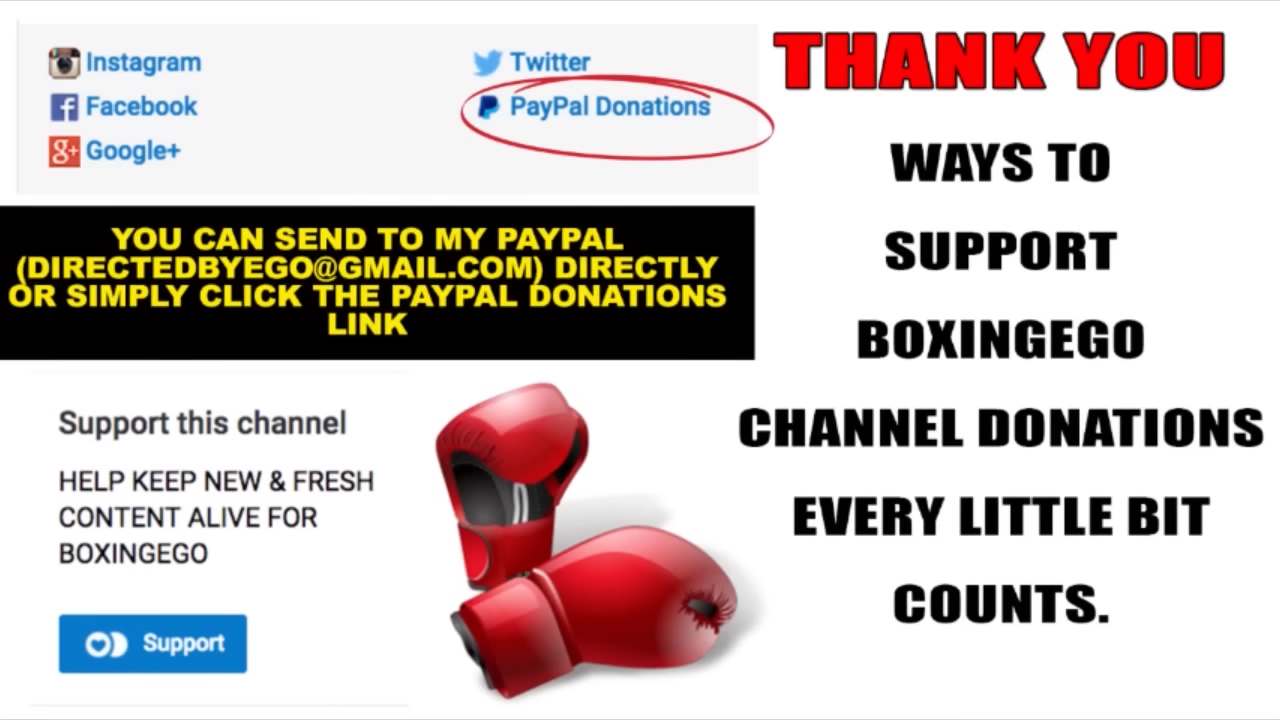 Instagram
Twitter
Facebook
PayPal Donations
Google+
YOU CAN SEND TO MY PAYPAL
(DIRECTEDBYEGO@GMAIL.COM) DIRECTLY
OR SIMPLY CLICK THE PAYPAL DONATIONS
LINK
Support this channel
HELP KEEP NEW & FRESH
CONTENT ALIVE FOR
BOXINGEGO
Support
THANK YOU
WAYS TO
SUPPORT
BOXINGEGO
CHANNEL DONATIONS
EVERY LITTLE BIT
COUNTS.